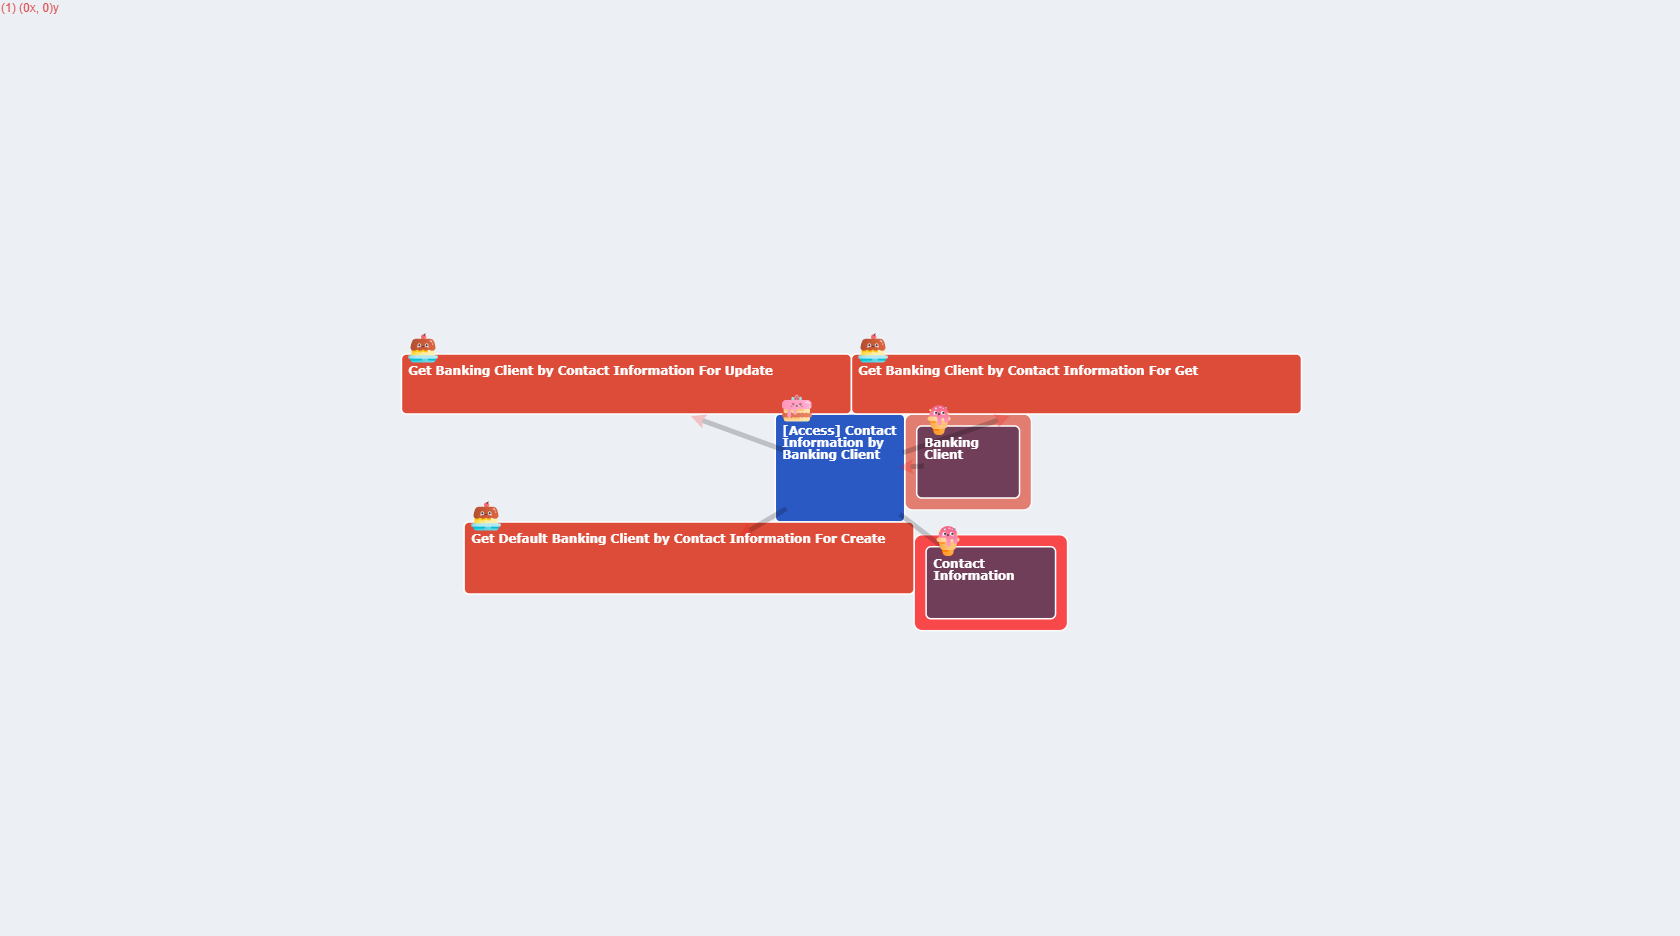 (1) (0x, 0)y
Get Banking Client by Contact Information For Update
Get Banking Client by Contact Information For Get
[Access] Contact
Information by
Banking Client
Banking
Client
Get Default Banking Client by Contact Information For Create
Contact
Information